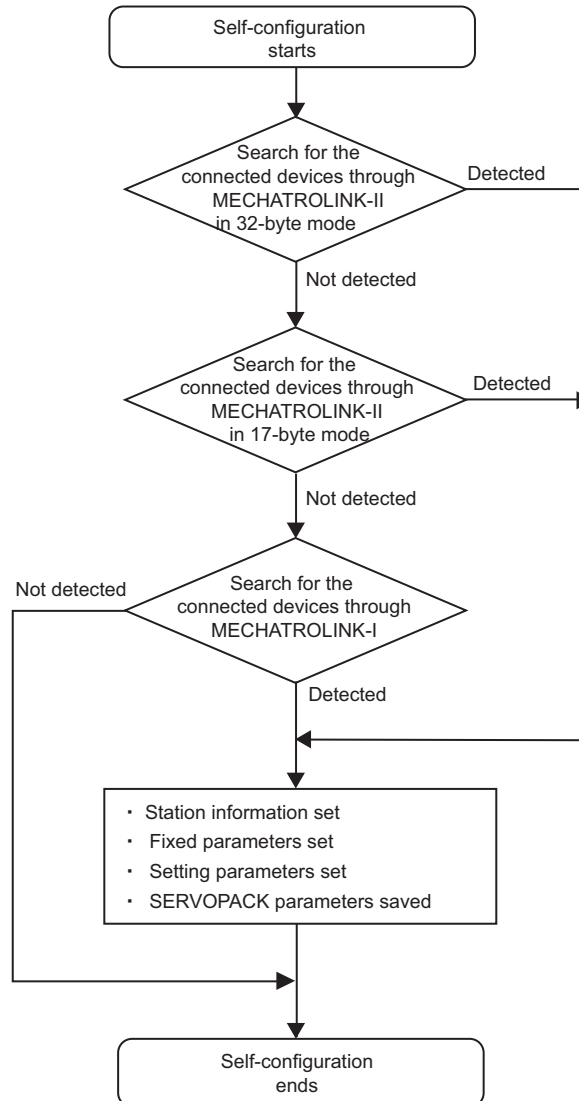 Self-configuration
starts
Search for the
connected devices through
MECHATROLINK-II
in 32-byte mode
Detected
Not detected
Search for the
connected devices through
MECHATROLINK-II
in 17-byte mode
Detected
Not detected
Not detected
Search for the
connected devices through
MECHATROLINK-I
Detected
・ Station information set
・ Fixed parameters set
・ Setting parameters set
・ SERVOPACK parameters saved
Self-configuration
ends